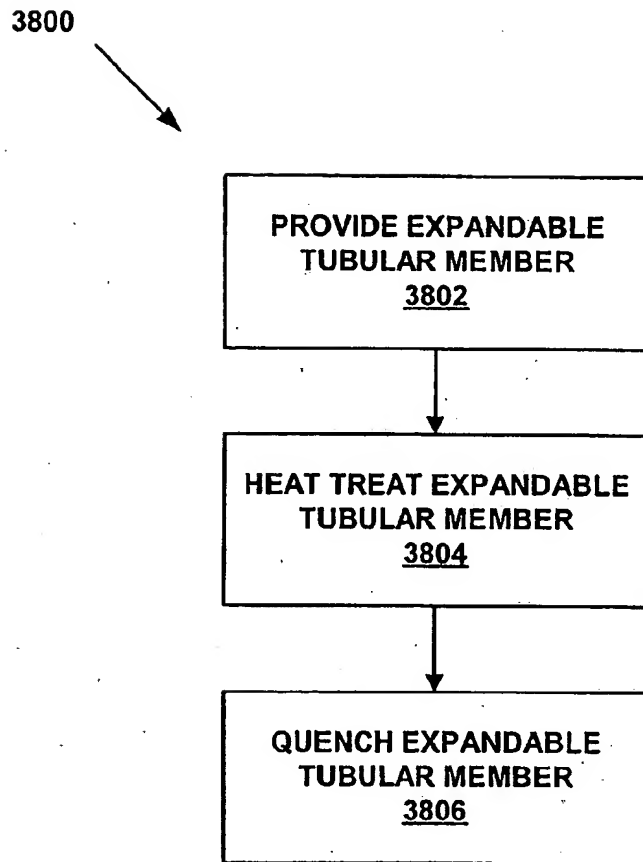 3800
PROVIDE EXPANDABLE
TUBULAR MEMBER
3802
HEAT TREAT EXPANDABLE
TUBULAR MEMBER
3804
QUENCH EXPANDABLE
TUBULAR MEMBER
3806